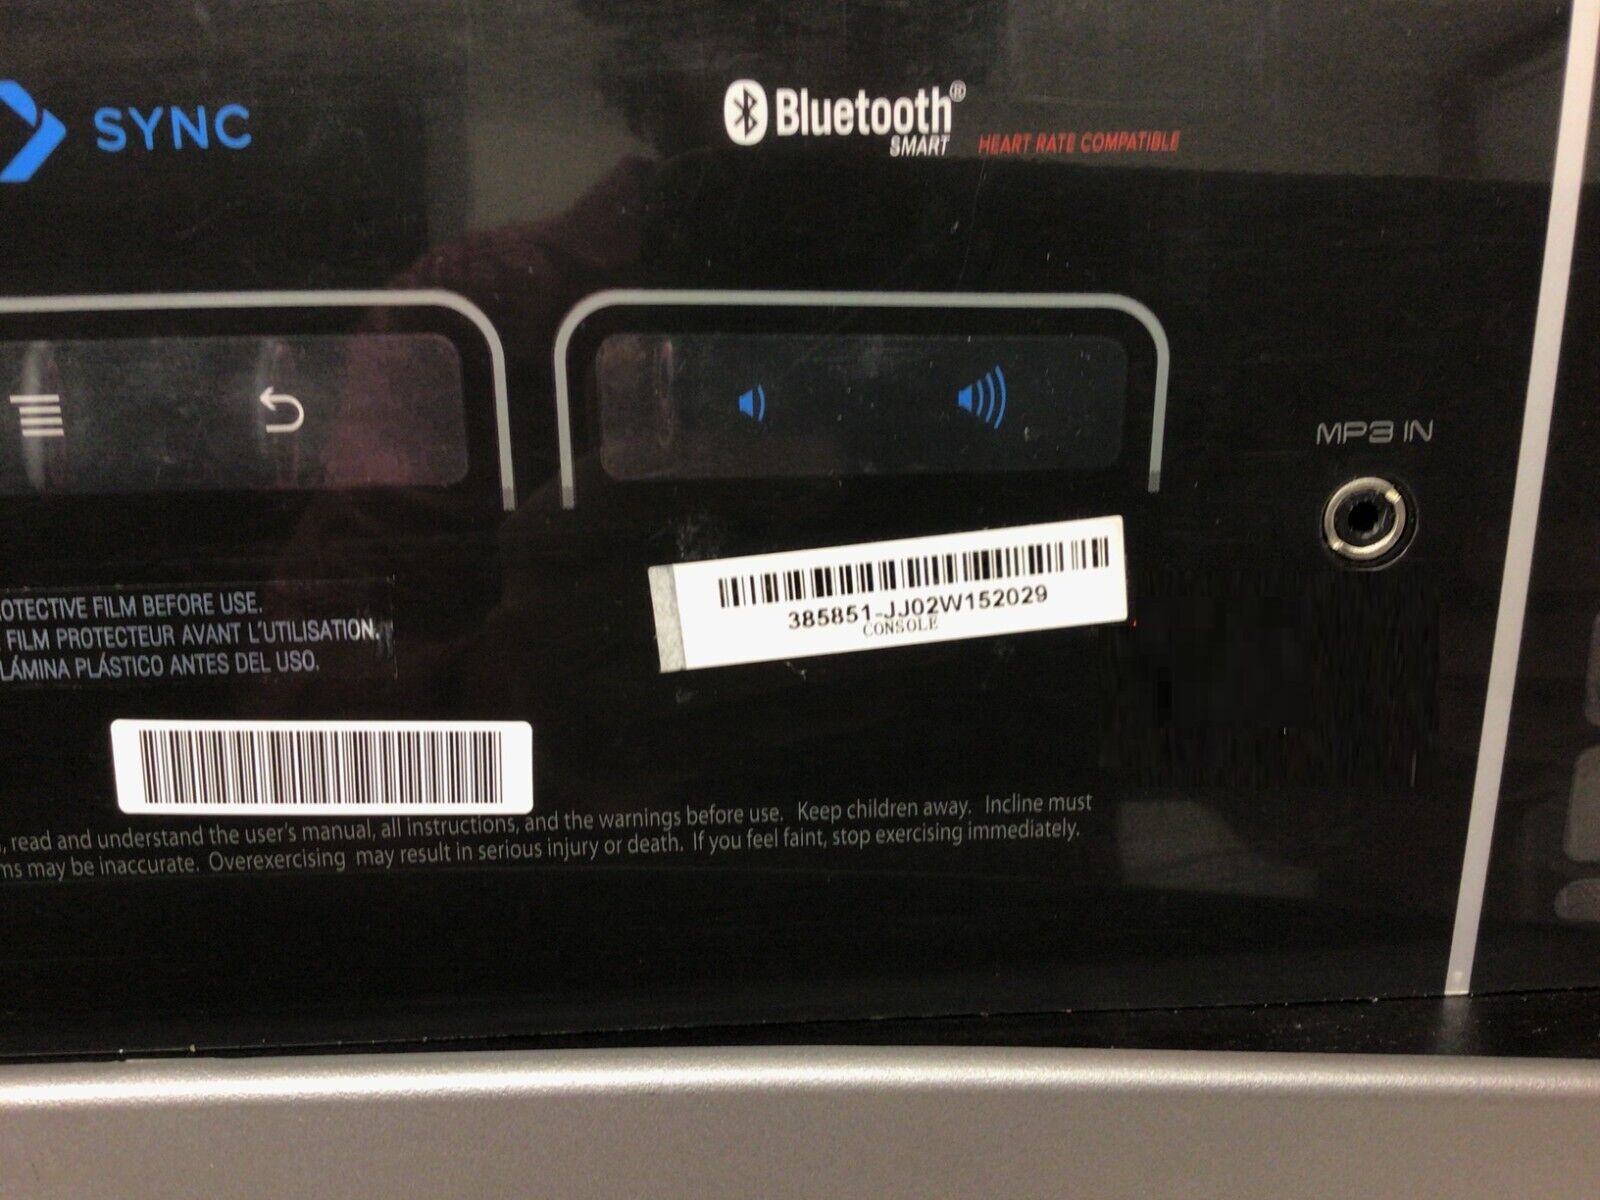 SYNC
Bluetooth®
SMART
HEART RATE COMPATIBLE
MP3 IN
385851-JJ02W152029
CONSOLE
OTECTIVE FILM BEFORE USE.
FILM PROTECTEUR AVANT L'UTILISATION.
LÁMINA PLÁSTICO ANTES DEL USO.
, read and understand the user's manual, all instructions, and the warnings before use. Keep children away. Incline must
ms may be inaccurate. Overexercising may result in serious injury or death. If you feel faint, stop exercising immediately.